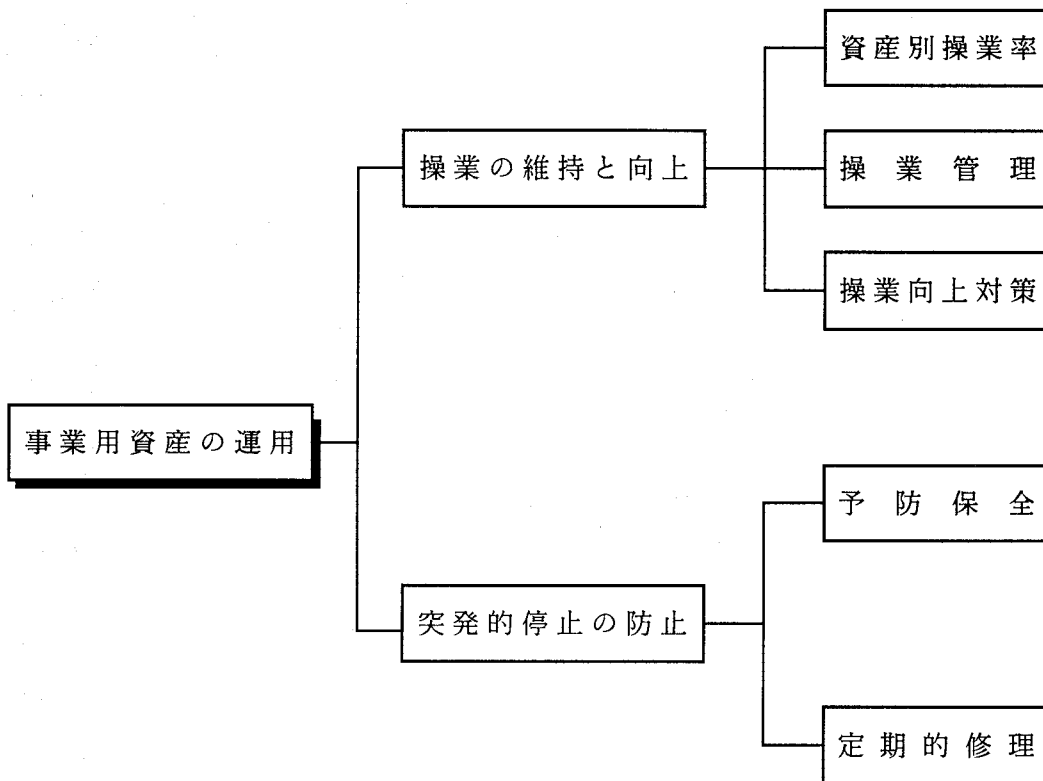 資産別操業率
操業の維持と向上
操業管理
操業向上対策
事業用資産の運用
予防保全
突発的停止の防止
定期的修理